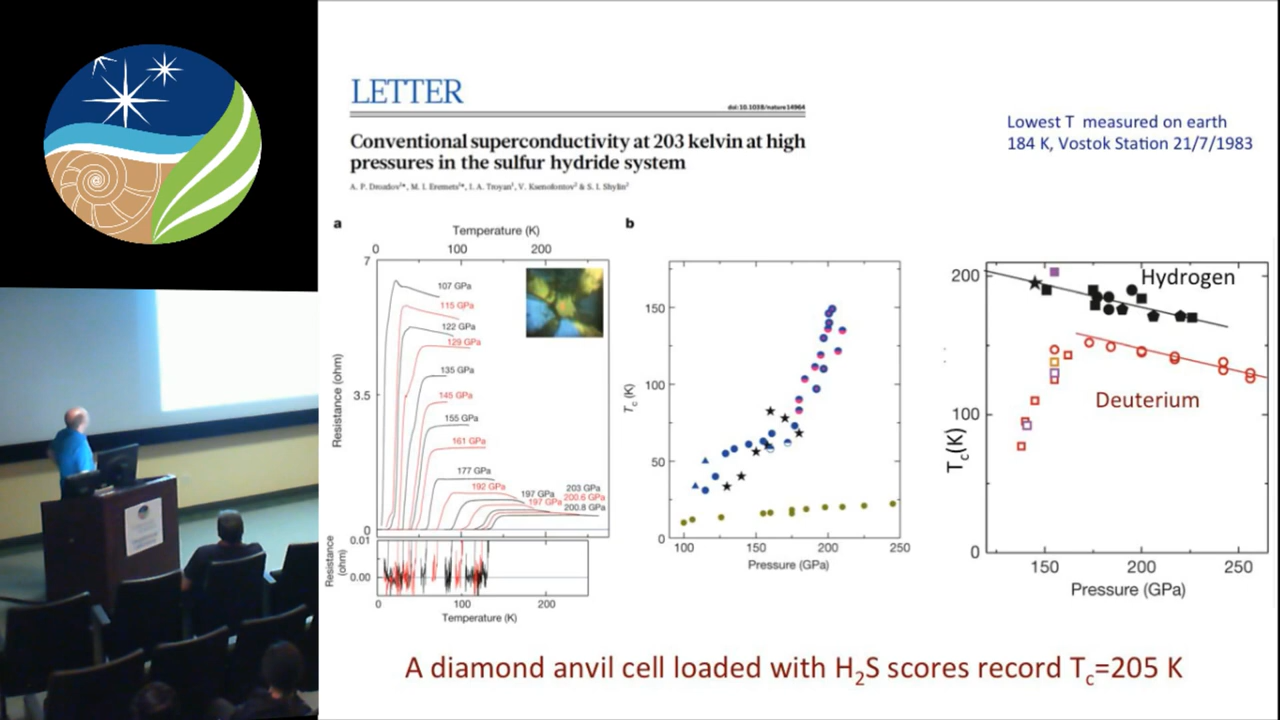 LETTER
doi:10.1038/nature14964
Conventional superconductivity at 203 kelvin at high
pressures in the sulfur hydride system
A. P. Drozdov¹*, M. I. Eremets¹*, I. A. Troyan¹, V. Ksenofontov² & S. I. Shylin²
Lowest T measured on earth
184 K, Vostok Station 21/7/1983
a
Temperature (K)
0 100 200
7
3.5
0
Resistance (ohm)
107 GPa
115 GPa
122 GPa
129 GPa
135 GPa
145 GPa
155 GPa
161 GPa
177 GPa
192 GPa
197 GPa
197 GPa
203 GPa
200.6 GPa
200.8 GPa
Resistance
(ohm)
0.01
0.00
0 100 200
Temperature (K)
b
Tc (K)
150
100
50
0
100 150 200 250
Pressure (GPa)
Tc(K)
200
100
0
Hydrogen
Deuterium
150 200 250
Pressure (GPa)
A diamond anvil cell loaded with H₂S scores record Tc=205 K